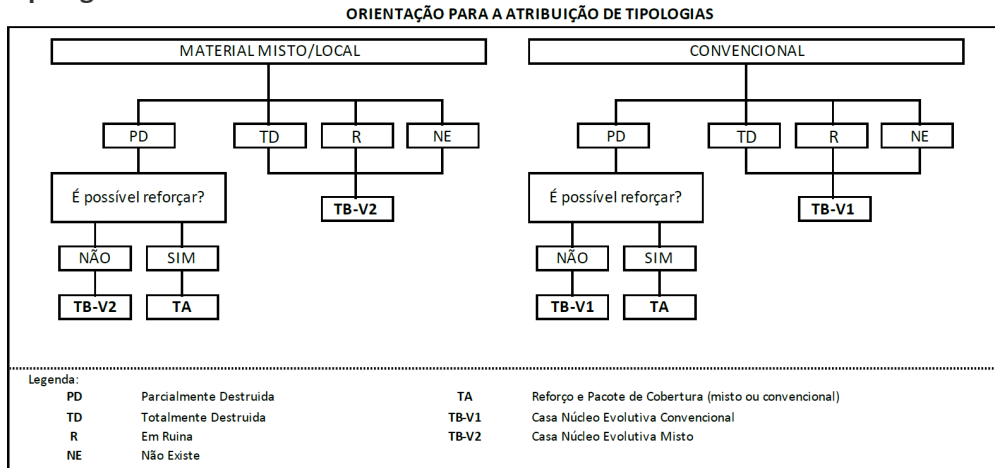 ORIENTAÇÃO PARA A ATRIBUIÇÃO DE TIPOLOGIAS
MATERIAL MISTO/LOCAL
CONVENCIONAL
PD TD R NE
PD TD R NE
É possível reforçar?
TB-V2
É possível reforçar?
TB-V1
NÃO SIM
NÃO SIM
TB-V2 TA
TB-V1 TA
Legenda:
PD Parcialmente Destruida
TA Reforço e Pacote de Cobertura (misto ou convencional)
TD Totalmente Destruida
TB-V1 Casa Núcleo Evolutiva Convencional
R Em Ruina
TB-V2 Casa Núcleo Evolutiva Misto
NE Não Existe